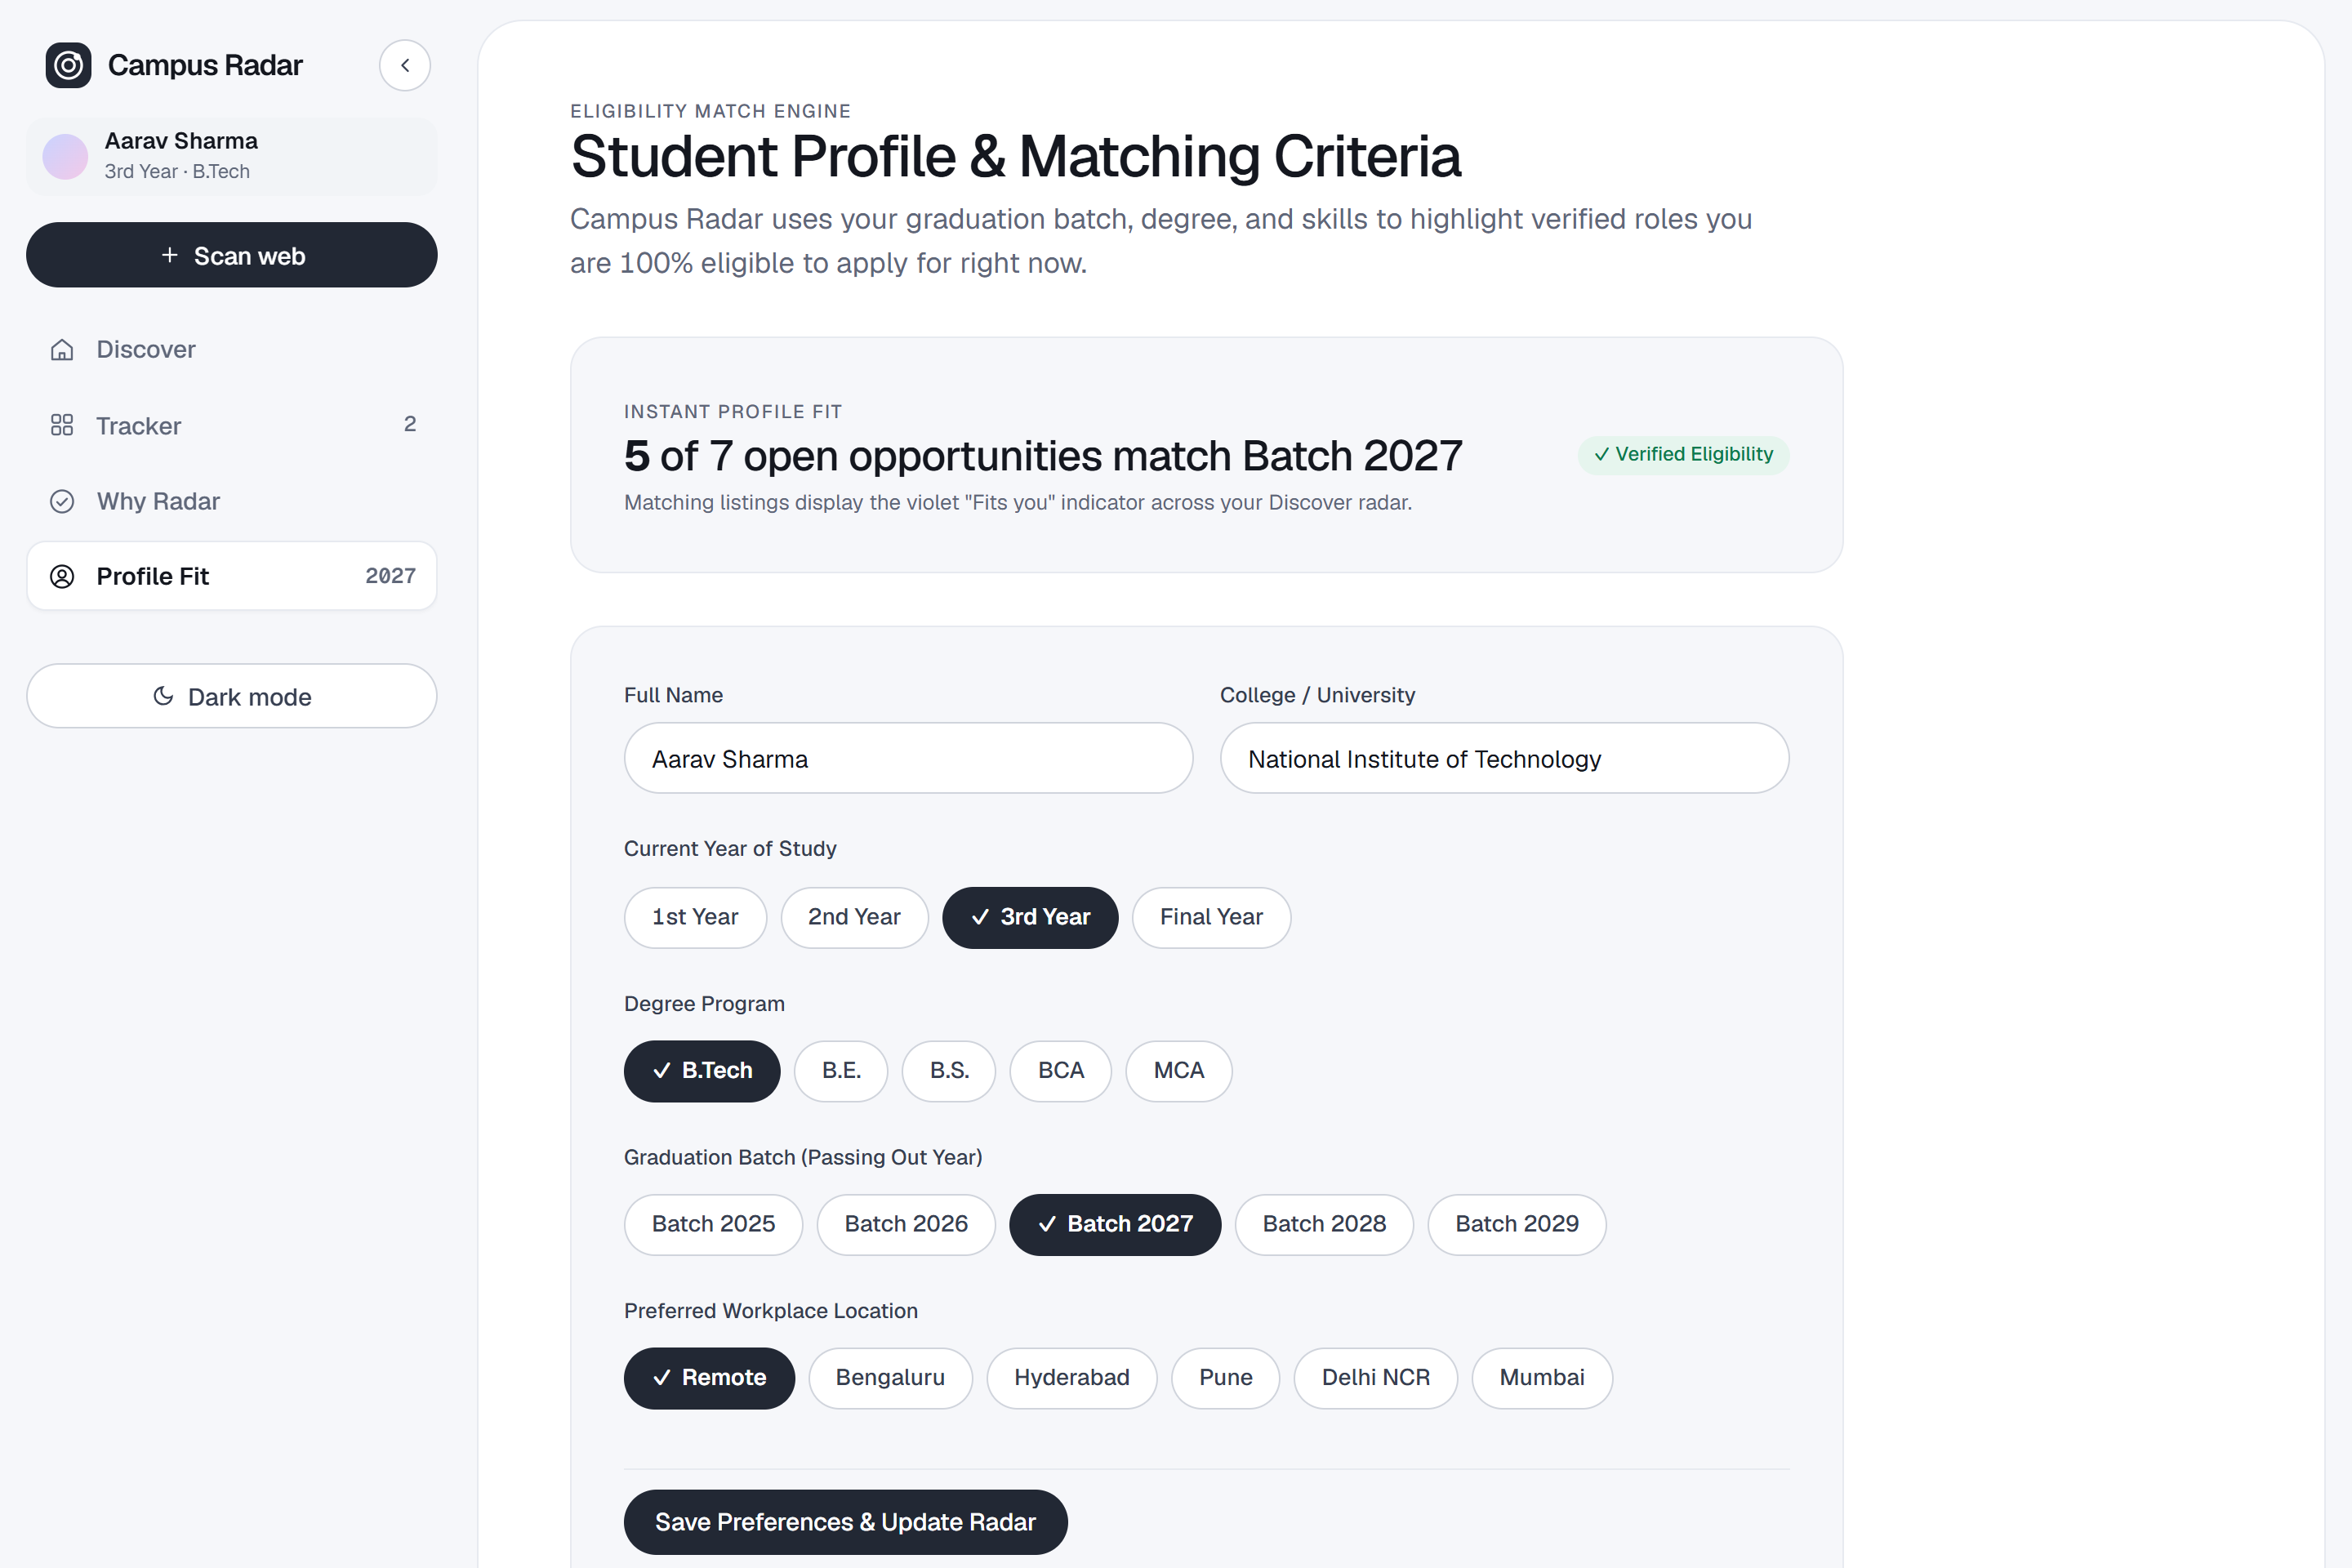 Campus Radar
Aarav Sharma
3rd Year · B.Tech
+ Scan web
Discover
Tracker 2
Why Radar
Profile Fit 2027
Dark mode
ELIGIBILITY MATCH ENGINE
Student Profile & Matching Criteria
Campus Radar uses your graduation batch, degree, and skills to highlight verified roles you
are 100% eligible to apply for right now.
INSTANT PROFILE FIT
5 of 7 open opportunities match Batch 2027
✓ Verified Eligibility
Matching listings display the violet "Fits you" indicator across your Discover radar.
Full Name College / University
Aarav Sharma National Institute of Technology
Current Year of Study
1st Year 2nd Year ✓ 3rd Year Final Year
Degree Program
✓ B.Tech B.E. B.S. BCA MCA
Graduation Batch (Passing Out Year)
Batch 2025 Batch 2026 ✓ Batch 2027 Batch 2028 Batch 2029
Preferred Workplace Location
✓ Remote Bengaluru Hyderabad Pune Delhi NCR Mumbai
Save Preferences & Update Radar